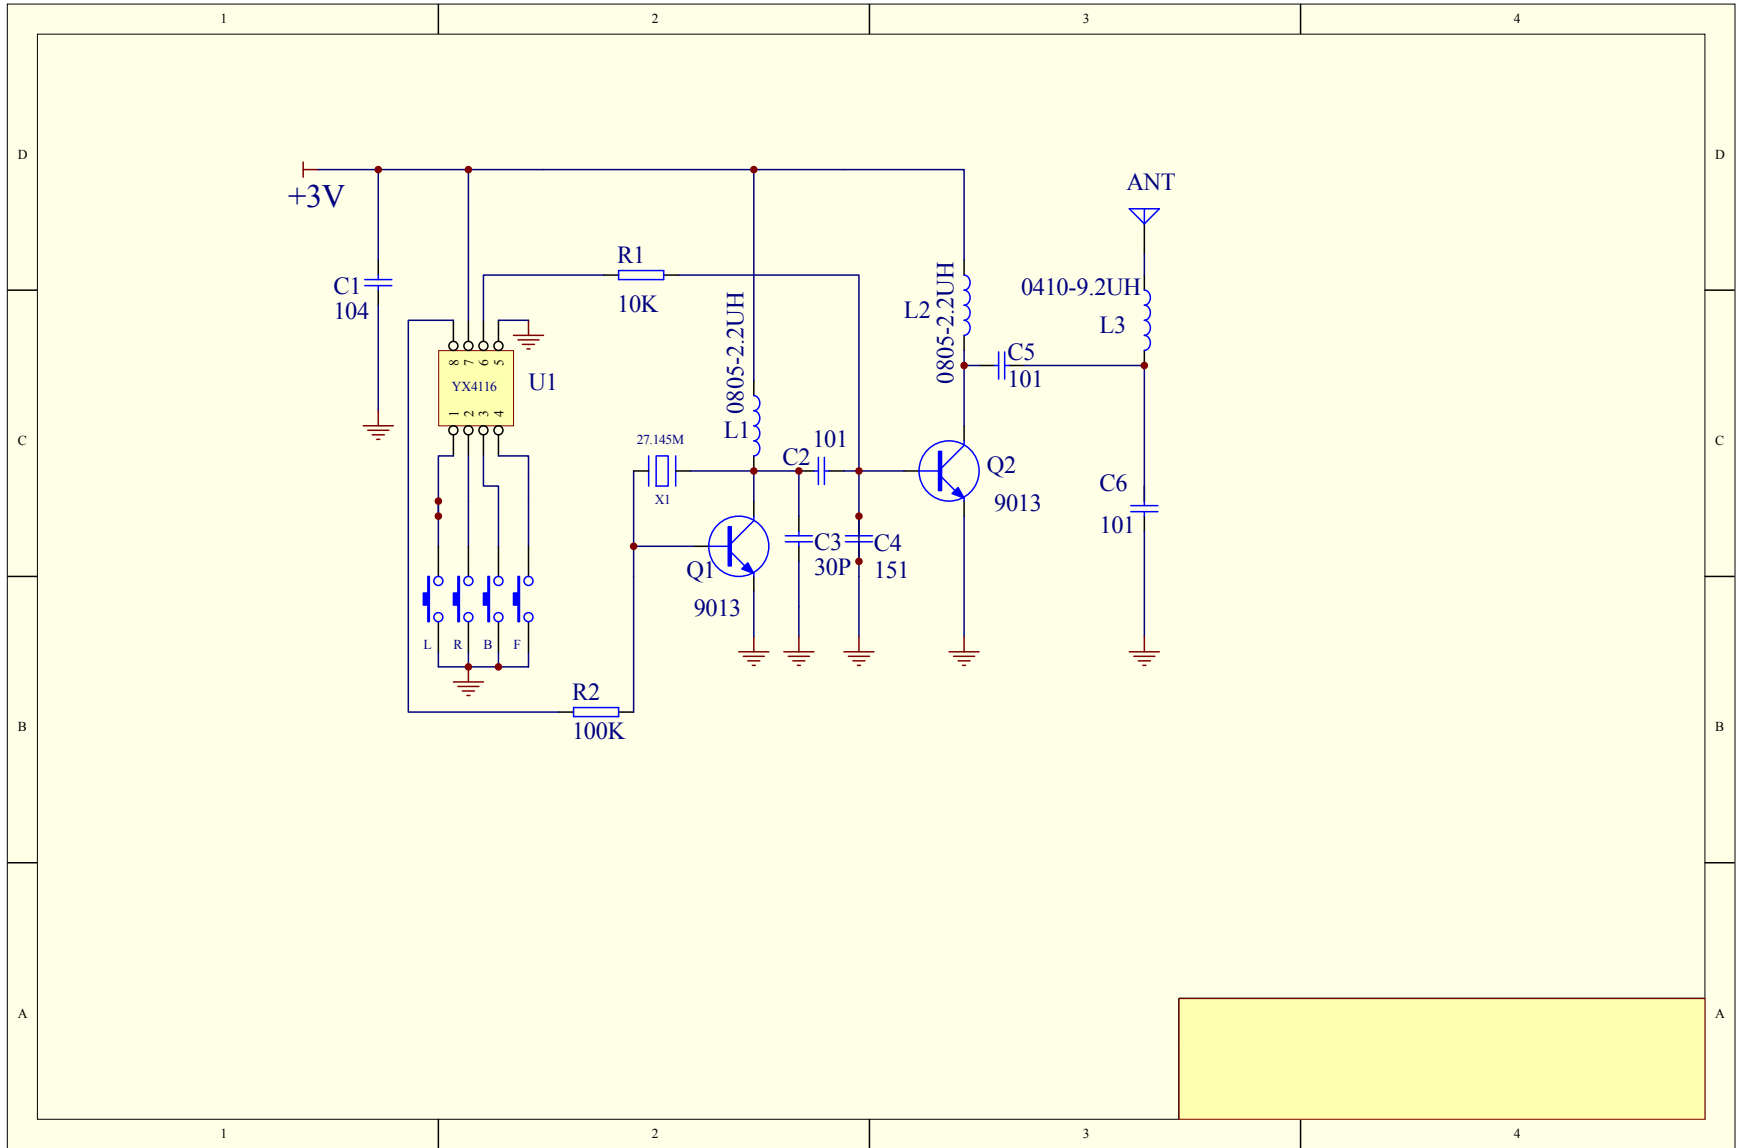 1 2 3 4
D D
+3V
ANT
R1
10K
C1
104
0410-9.2UH
L3
L2
0805-2.2UH
0805-2.2UH
L1
C5
101
8 7 6 5
YX4116
1 2 3 4
U1
C C
27.145M
X1
C2
101
Q2
9013
C6
101
Q1
9013
C3
30P
C4
151
L R B F
R2
100K
B B
A A
1 2 3 4